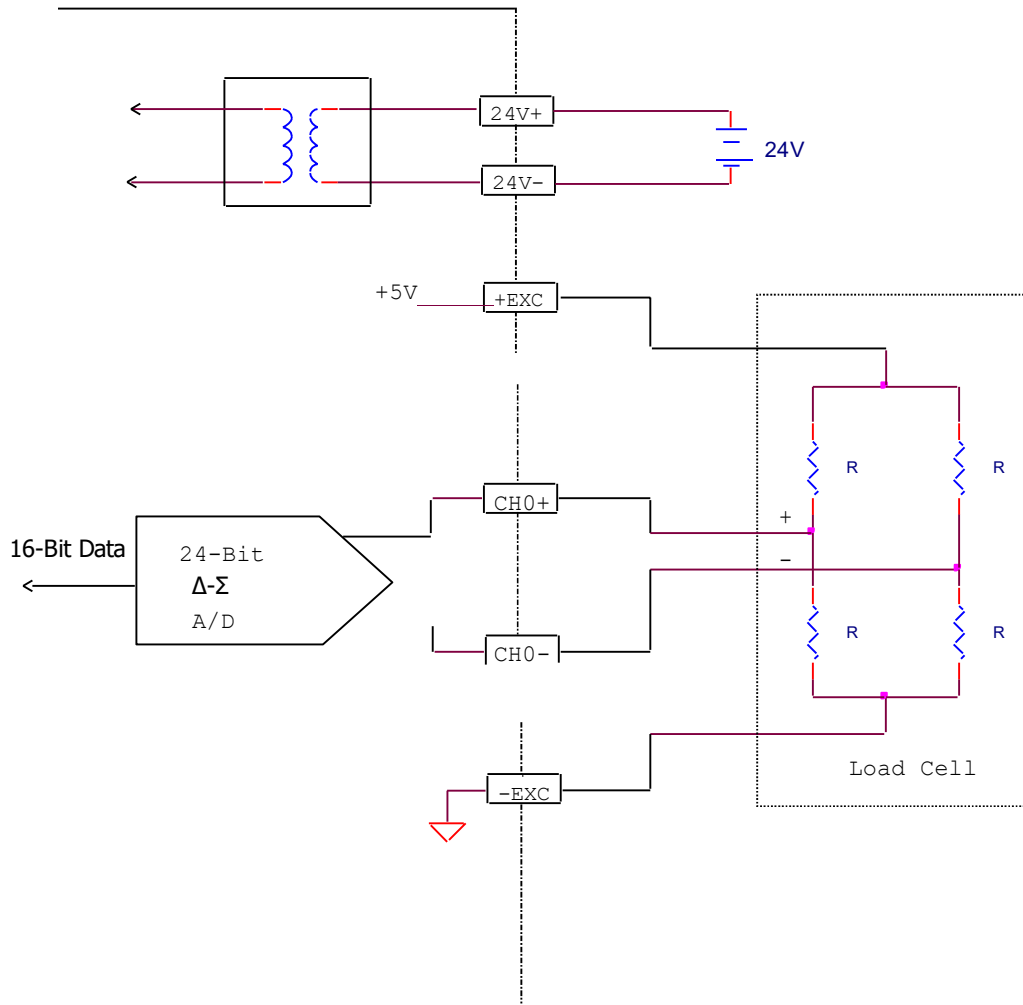 24V+
24V
24V-
+5V
+EXC
R
R
CH0+
+
16-Bit Data
24-Bit
Δ-Σ
A/D
-
R
R
CH0-
Load Cell
-EXC